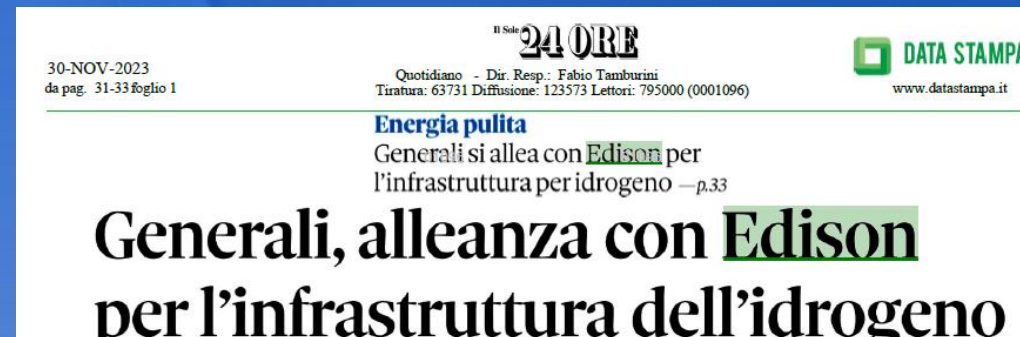 Il Sole
24 ORE
30-NOV-2023
da pag. 31-33 foglio 1
Quotidiano - Dir. Resp.: Fabio Tamburini
Tiratura: 63731 Diffusione: 123573 Lettori: 795000 (0001096)
DATA STAMPA
www.datastampa.it
Energia pulita
Generali si allea con Edison per
l'infrastruttura per idrogeno —p.33
Generali, alleanza con Edison
per l'infrastruttura dell'idrogeno